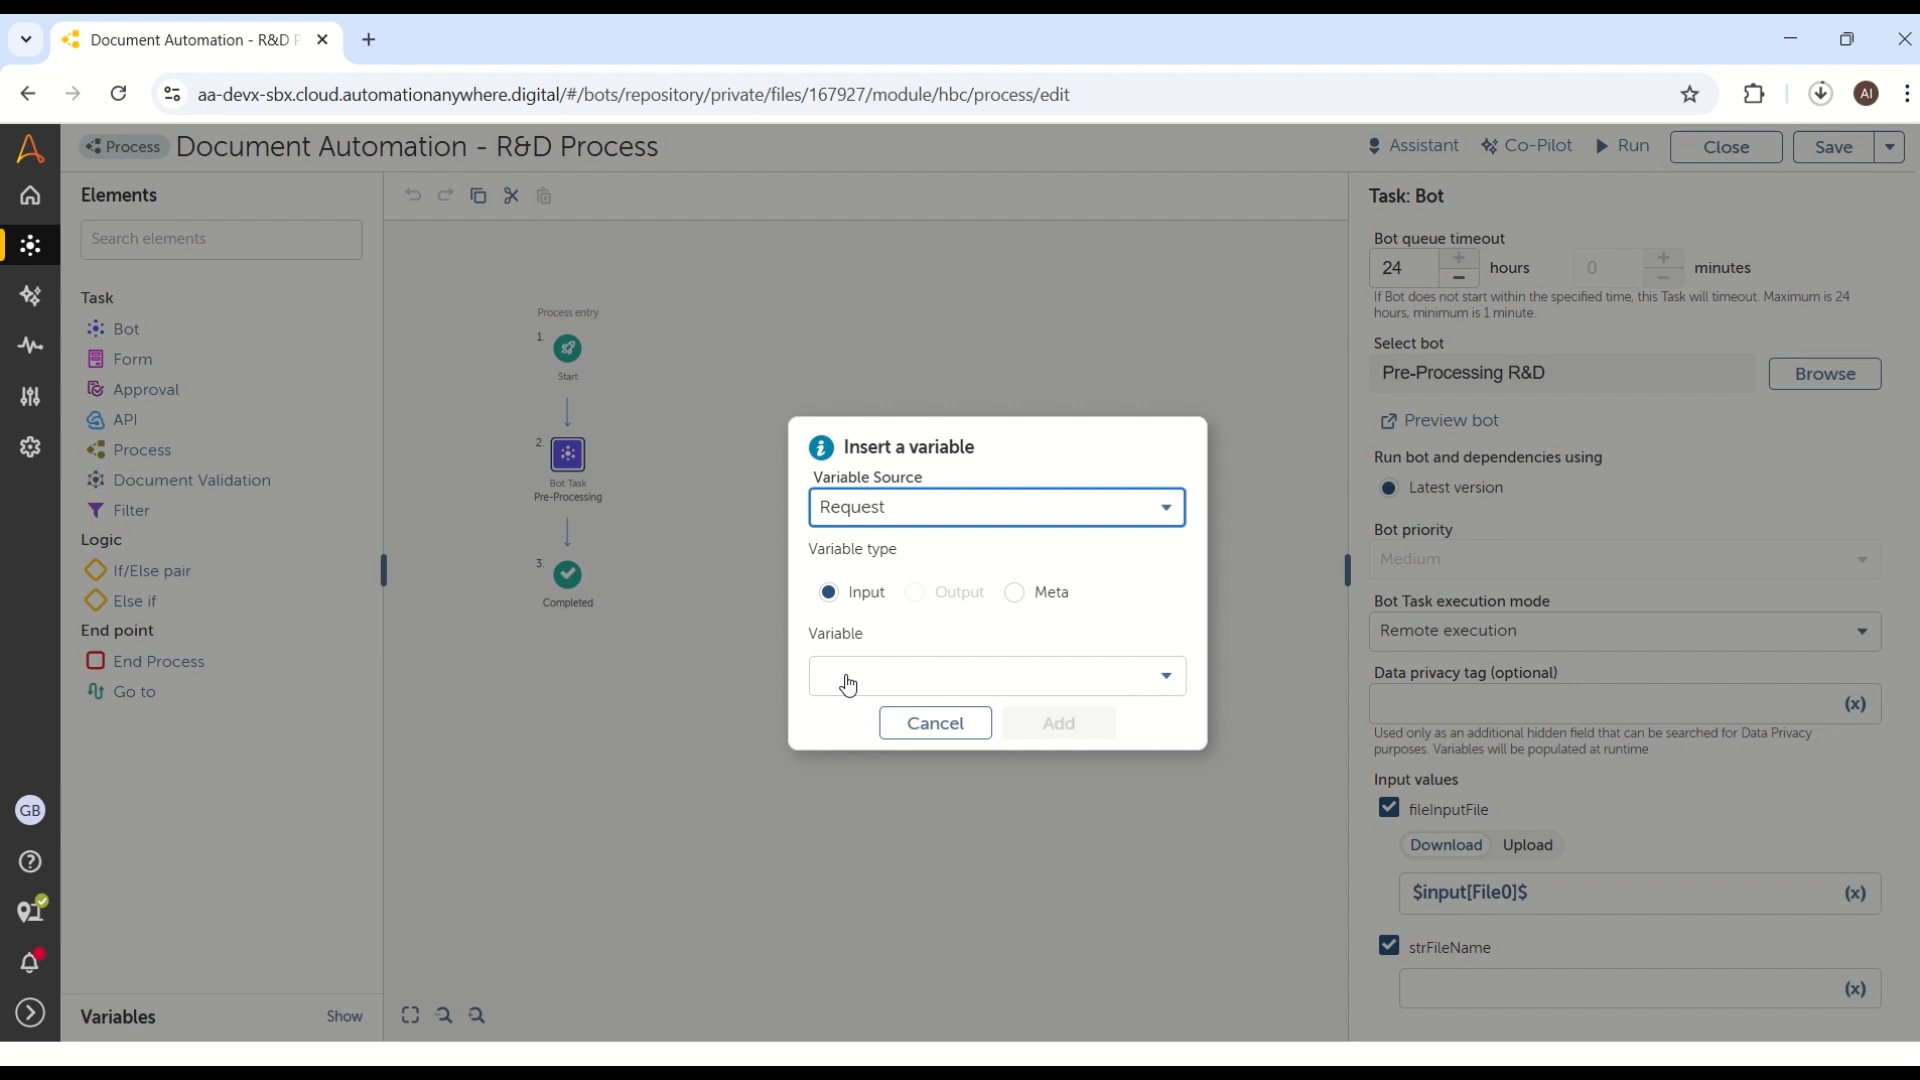 Document Automation - R&D P
aa-devx-sbx.cloud.automationanywhere.digital/#/bots/repository/private/files/167927/module/hbc/process/edit
AI
Process
Document Automation - R&D Process
Assistant
Co-Pilot
Run
Close
Save
Elements
Search elements
Task
Bot
Form
Approval
API
Process
Document Validation
Filter
Logic
If/Else pair
Else if
End point
End Process
Go to
GB
Variables
Show
Process entry
1.
Start
2.
Bot Task
Pre-Processing
3.
Completed
Insert a variable
Variable Source
Request
Variable type
Input
Output
Meta
Variable
Cancel
Add
Task: Bot
Bot queue timeout
24
hours
0
minutes
If Bot does not start within the specified time, this Task will timeout. Maximum is 24
hours, minimum is 1 minute.
Select bot
Pre-Processing R&D
Browse
Preview bot
Run bot and dependencies using
Latest version
Bot priority
Medium
Bot Task execution mode
Remote execution
Data privacy tag (optional)
(x)
Used only as an additional hidden field that can be searched for Data Privacy
purposes. Variables will be populated at runtime
Input values
fileInputFile
Download
Upload
$input[File0]$
(x)
strFileName
(x)